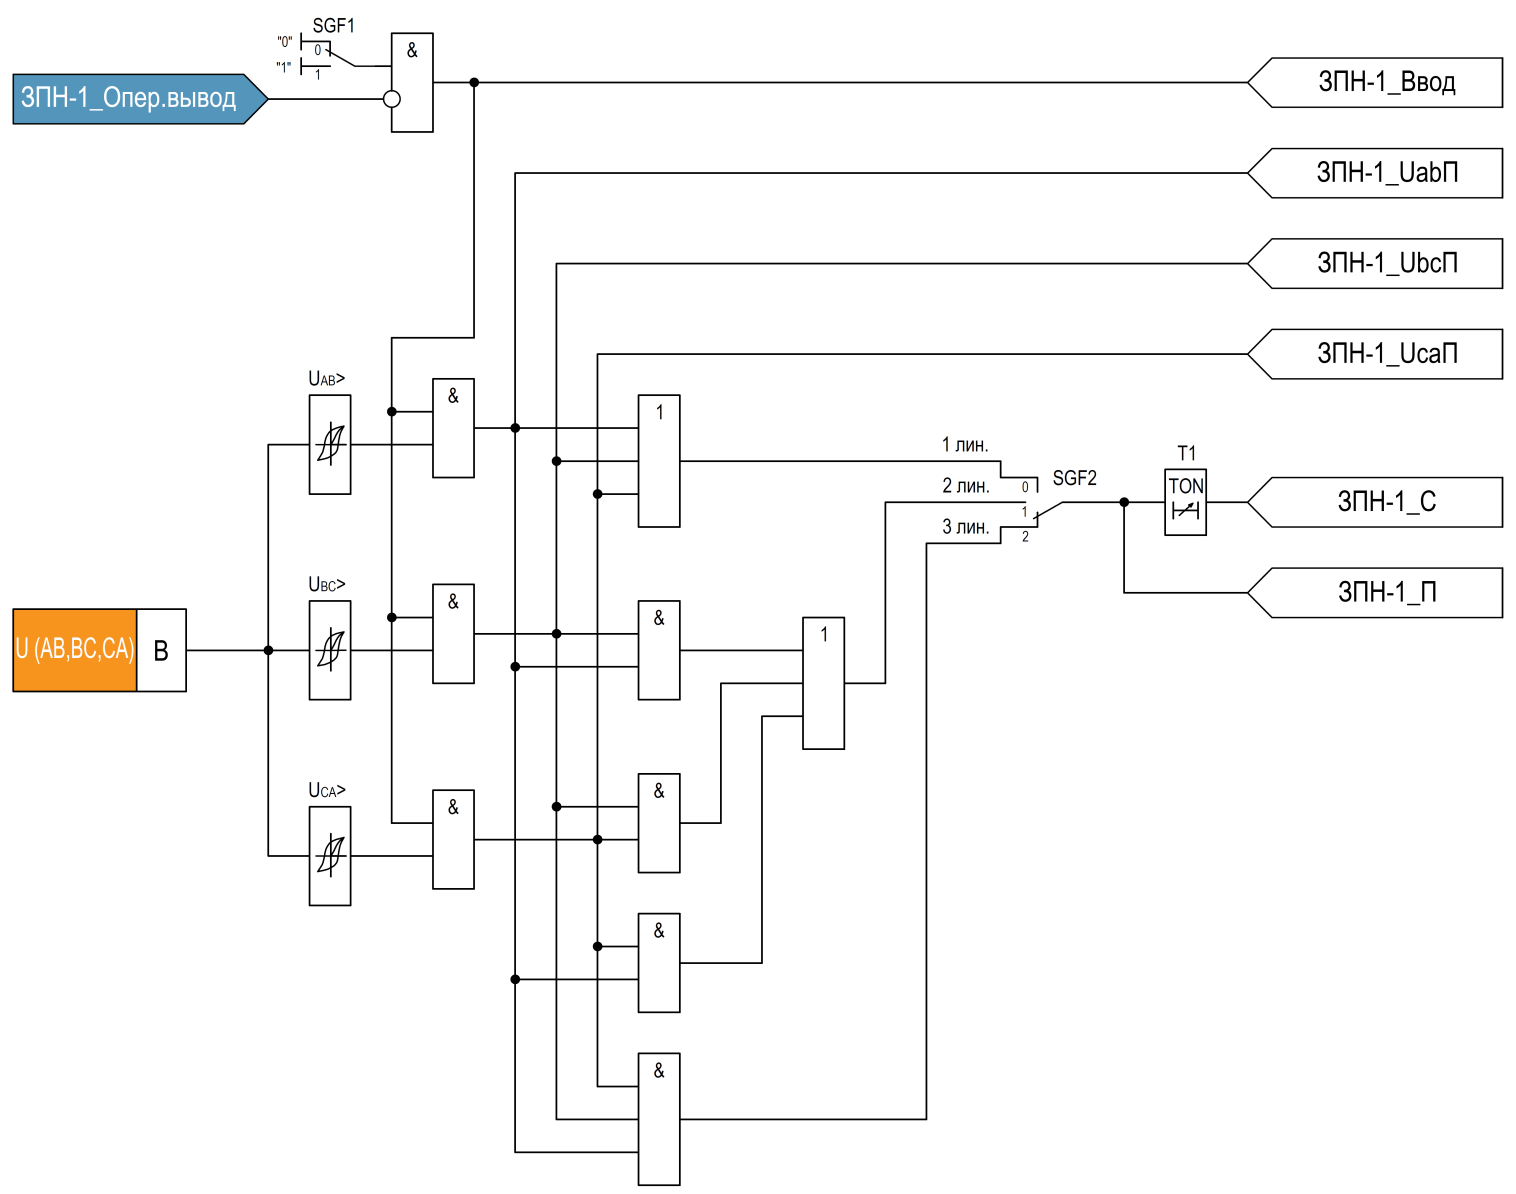 SGF1
"0"
0
"1"
1
&
ЗПН-1_Опер.вывод
ЗПН-1_Ввод
ЗПН-1_UabП
ЗПН-1_UbcП
ЗПН-1_UcaП
UAB>
&
1
1 лин.
0
SGF2
2 лин.
1
3 лин.
2
T1
TON
ЗПН-1_С
ЗПН-1_П
UBC>
&
&
1
U (AB,BC,CA)
В
UCA>
&
&
&
&